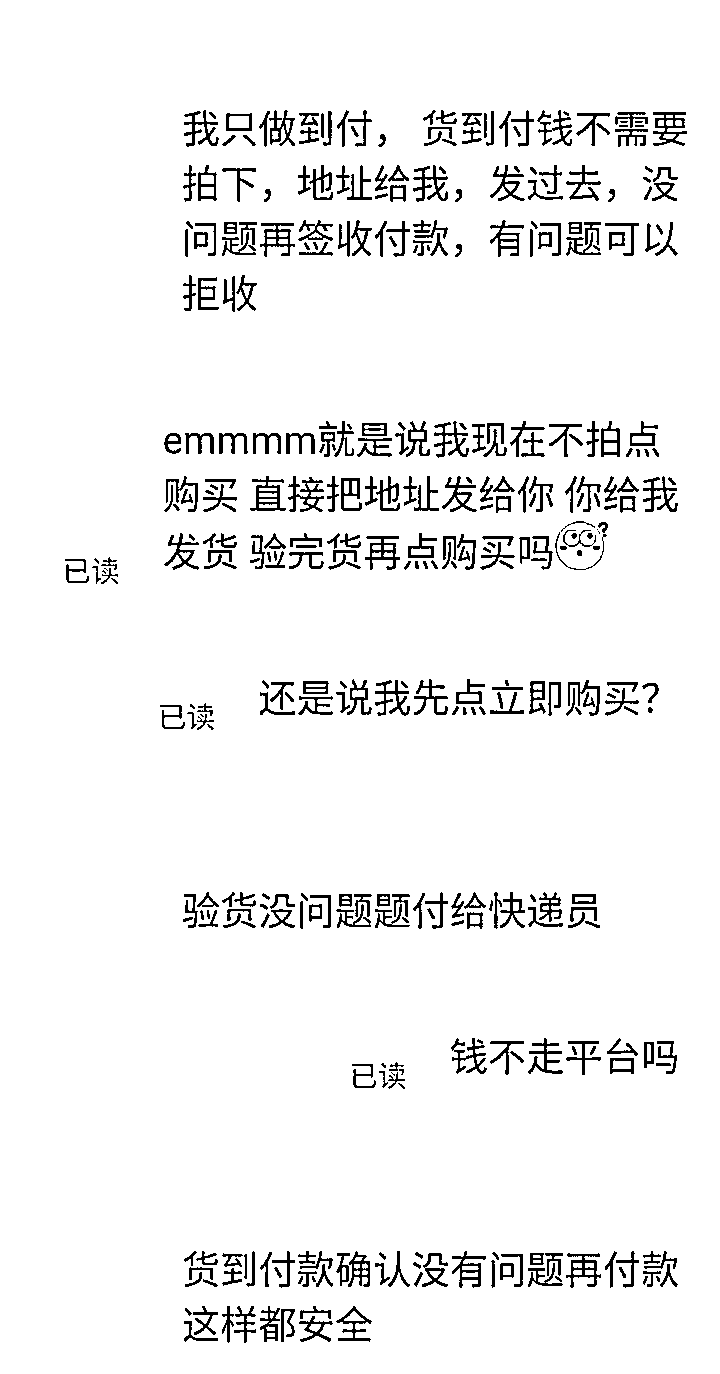 我只做到付， 货到付钱不需要
拍下，地址给我，发过去，没
问题再签收付款，有问题可以
拒收
emmmm就是说我现在不拍点
购买 直接把地址发给你 你给我
发货 验完货再点购买吗
已读
还是说我先点立即购买？
已读
验货没问题题付给快递员
钱不走平台吗
已读
货到付款确认没有问题再付款
这样都安全